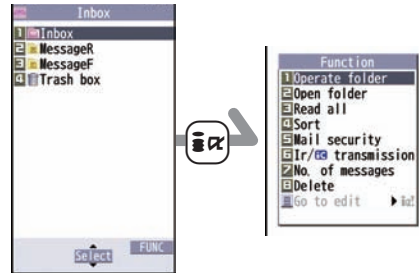 Inbox
1 Inbox
2 MessageR
3 MessageF
4 Trash box
Select
FUNC
Function
1 Operate folder
2 Open folder
3 Read all
4 Sort
5 Mail security
6 Ir/iC transmission
7 No. of messages
8 Delete
Go to edit